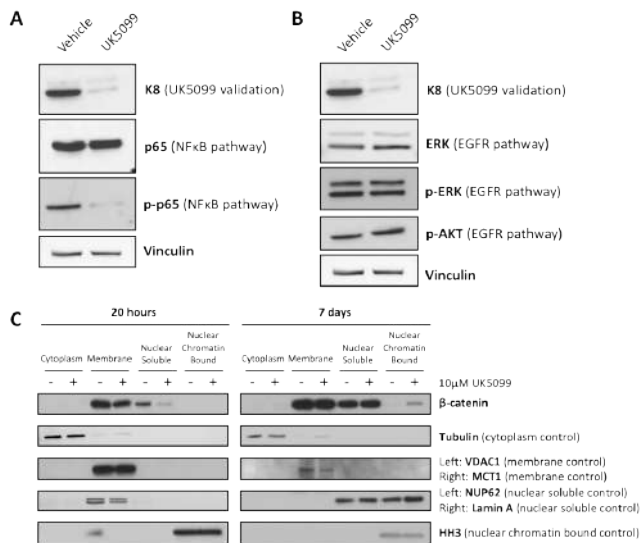 A
Vehicle
UK5099
K8 (UK5099 validation)
p65 (NFκB pathway)
p-p65 (NFκB pathway)
Vinculin
B
Vehicle
UK5099
K8 (UK5099 validation)
ERK (EGFR pathway)
p-ERK (EGFR pathway)
p-AKT (EGFR pathway)
Vinculin
C
20 hours
7 days
Cytoplasm Membrane Nuclear Soluble Nuclear Chromatin Bound
Cytoplasm Membrane Nuclear Soluble Nuclear Chromatin Bound
- + - + - + - +
- + - + - + - +
10μM UK5099
β-catenin
Tubulin (cytoplasm control)
Left: VDAC1 (membrane control)
Right: MCT1 (membrane control)
Left: NUP62 (nuclear soluble control)
Right: Lamin A (nuclear soluble control)
HH3 (nuclear chromatin bound control)